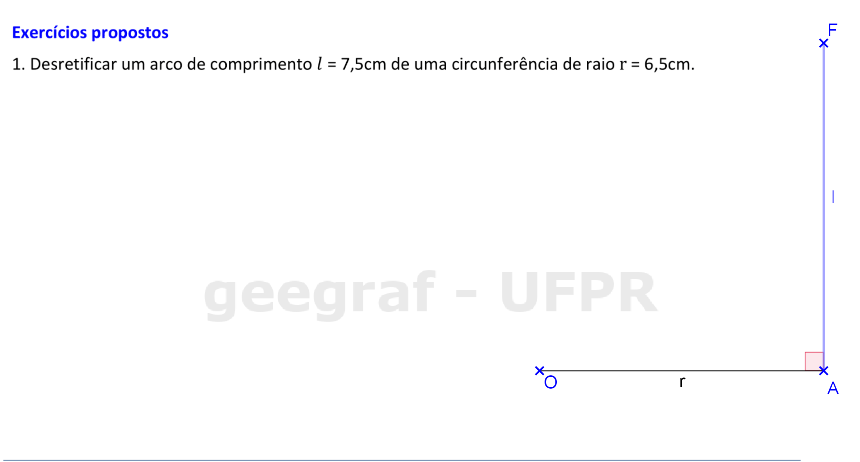 Exercícios propostos
1. Desretificar um arco de comprimento l = 7,5cm de uma circunferência de raio r = 6,5cm.
F
l
geegraf - UFPR
O
r
A